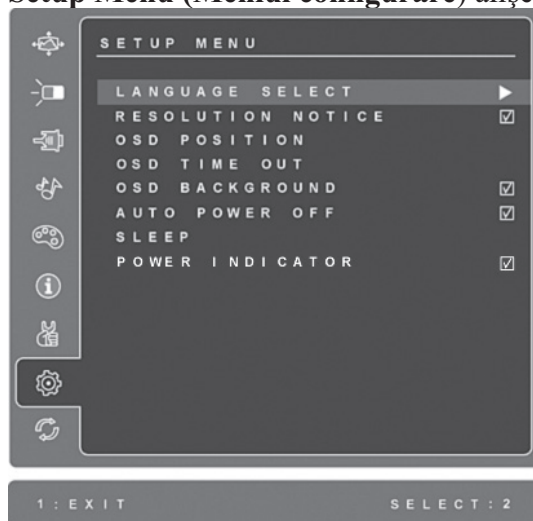 Setup Menu (Meniul configurare) afişe
SETUP MENU
LANGUAGE SELECT
RESOLUTION NOTICE
OSD POSITION
OSD TIME OUT
OSD BACKGROUND
AUTO POWER OFF
SLEEP
POWER INDICATOR
1:EXIT SELECT:2